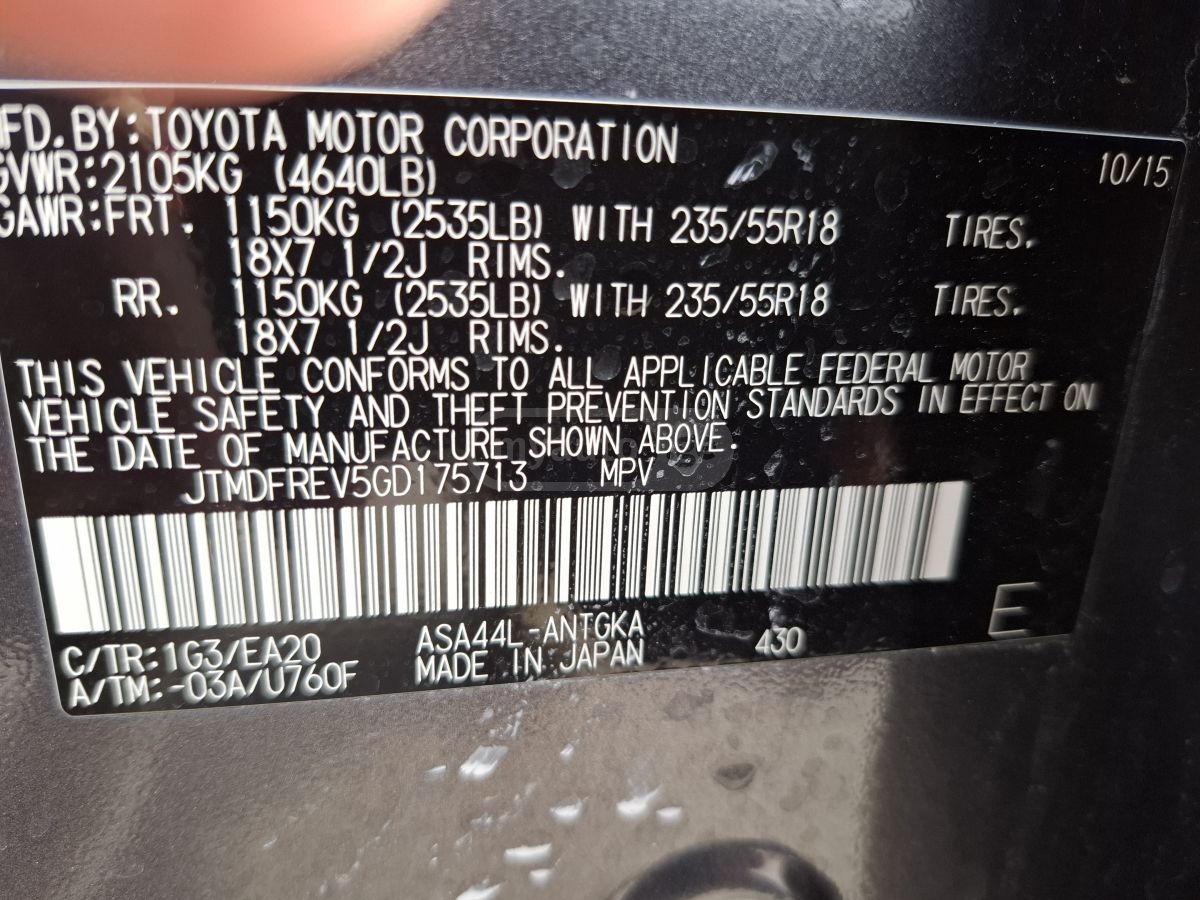 MFD. BY: TOYOTA MOTOR CORPORATION 10/15
GVWR: 2105KG (4640LB)
GAWR: FRT. 1150KG (2535LB) WITH 235/55R18 TIRES.
18X7 1/2J RIMS.
RR. 1150KG (2535LB) WITH 235/55R18 TIRES.
18X7 1/2J RIMS.
THIS VEHICLE CONFORMS TO ALL APPLICABLE FEDERAL MOTOR
VEHICLE SAFETY AND THEFT PREVENTION STANDARDS IN EFFECT ON
THE DATE OF MANUFACTURE SHOWN ABOVE.
JTMDFREV5GD175713 MPV
C/TR: 1G3/EA20 ASA44L-ANTGKA 430 E
A/TM: -03A/U760F MADE IN JAPAN